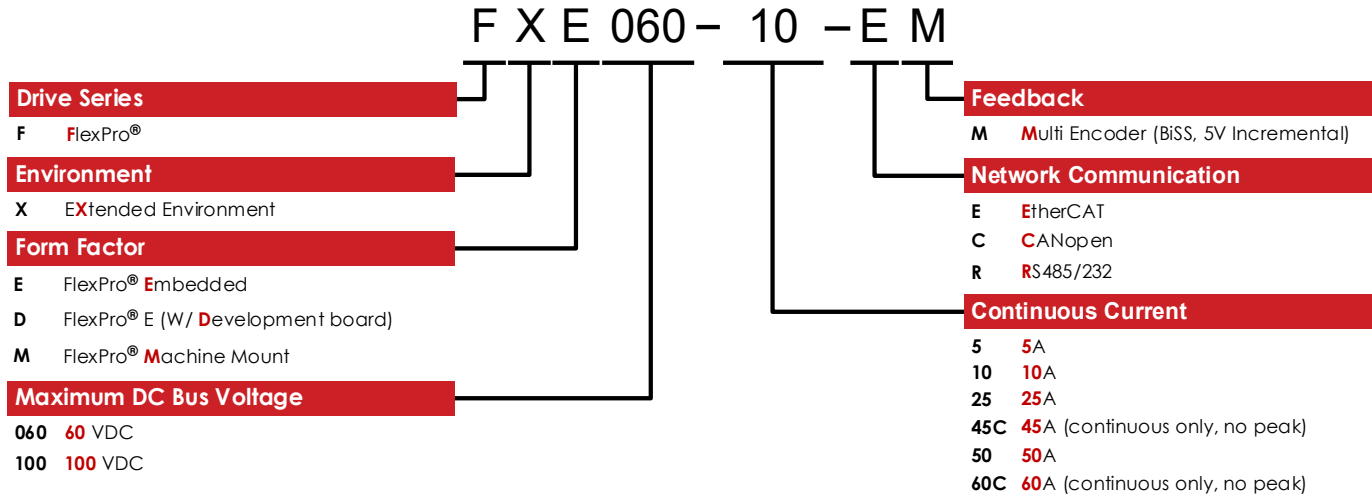 F X E 060 – 10 – E M
Drive Series
F FlexPro®
Environment
X EXtended Environment
Form Factor
E FlexPro® Embedded
D FlexPro® E (W/ Development board)
M FlexPro® Machine Mount
Maximum DC Bus Voltage
060 60 VDC
100 100 VDC
Feedback
M Multi Encoder (BiSS, 5V Incremental)
Network Communication
E EtherCAT
C CANopen
R RS485/232
Continuous Current
5 5A
10 10A
25 25A
45C 45A (continuous only, no peak)
50 50A
60C 60A (continuous only, no peak)